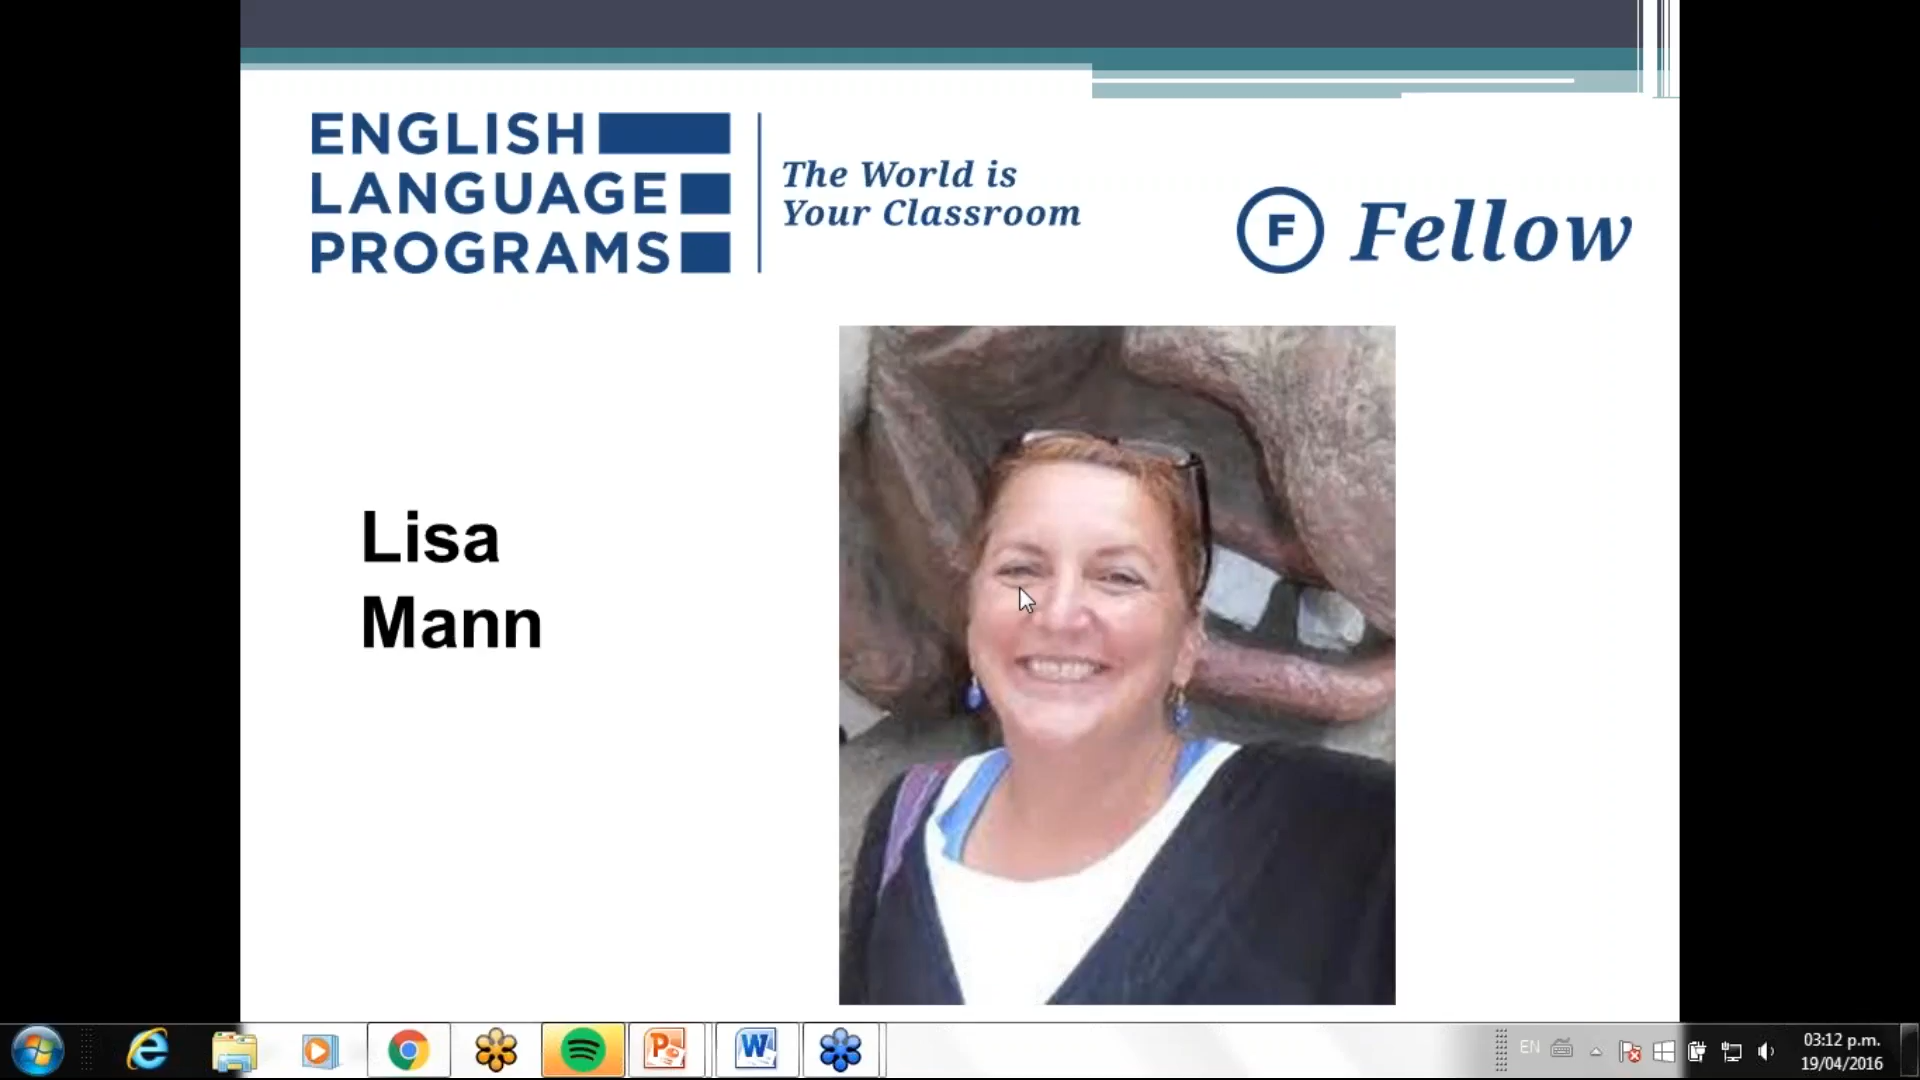 ENGLISH
LANGUAGE
PROGRAMS
The World is
Your Classroom
F Fellow
Lisa
Mann
EN
03:12 p.m.
19/04/2016